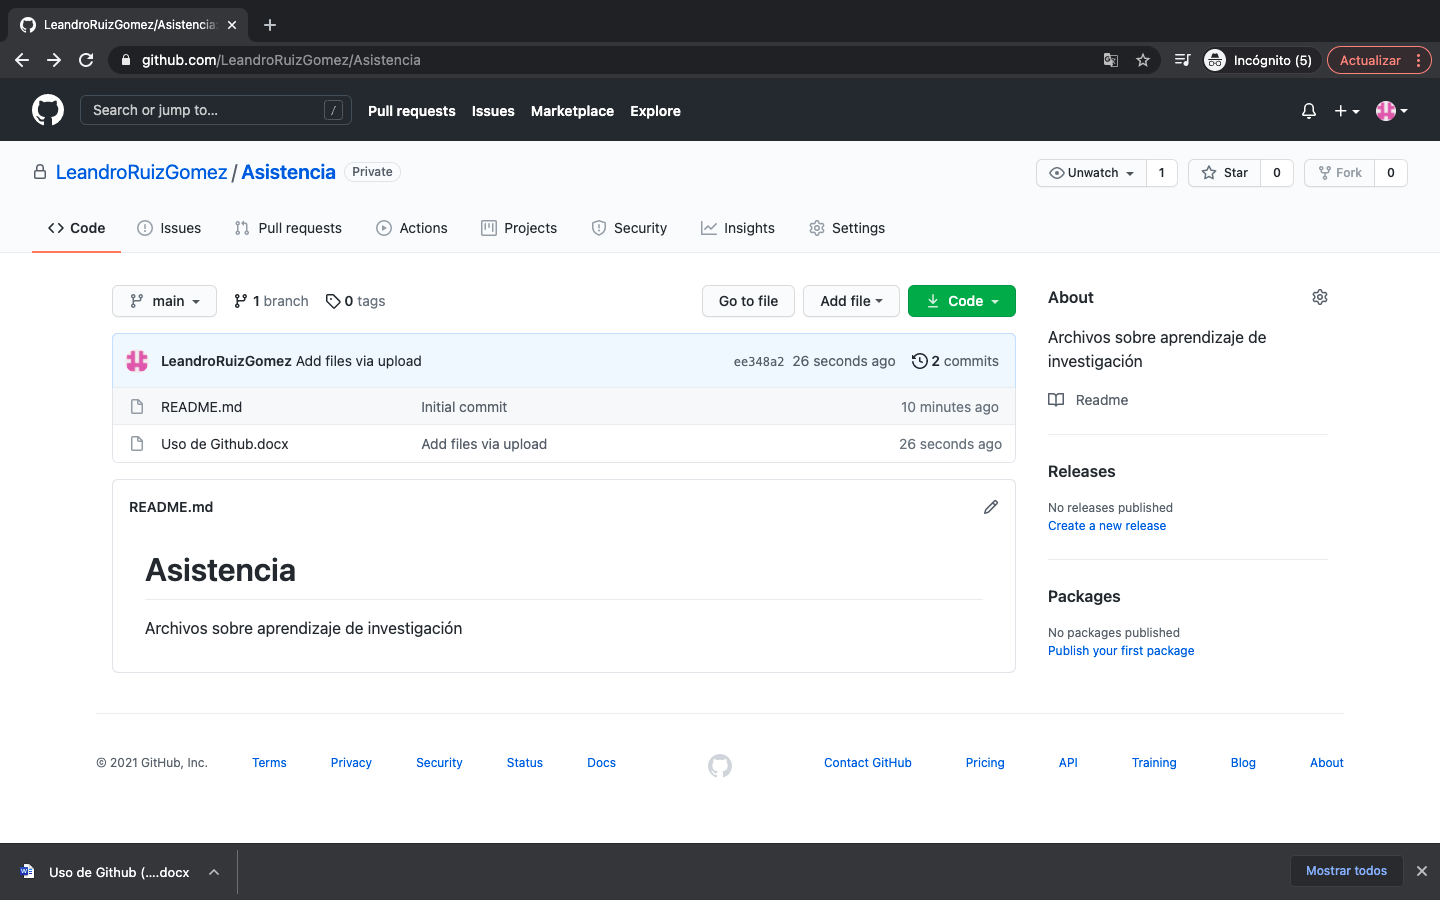 LeandroRuizGomez/Asistencia:
github.com/LeandroRuizGomez/Asistencia
Incógnito (5)
Actualizar
Search or jump to...
/
Pull requests
Issues
Marketplace
Explore
LeandroRuizGomez / Asistencia
Private
Unwatch
1
Star
0
Fork
0
Code
Issues
Pull requests
Actions
Projects
Security
Insights
Settings
main
1 branch
0 tags
Go to file
Add file
Code
LeandroRuizGomez Add files via upload
ee348a2 26 seconds ago
2 commits
README.md
Initial commit
10 minutes ago
Uso de Github.docx
Add files via upload
26 seconds ago
README.md
Asistencia
Archivos sobre aprendizaje de investigación
About
Archivos sobre aprendizaje de
investigación
Readme
Releases
No releases published
Create a new release
Packages
No packages published
Publish your first package
© 2021 GitHub, Inc.
Terms
Privacy
Security
Status
Docs
Contact GitHub
Pricing
API
Training
Blog
About
Uso de Github (....docx
Mostrar todos